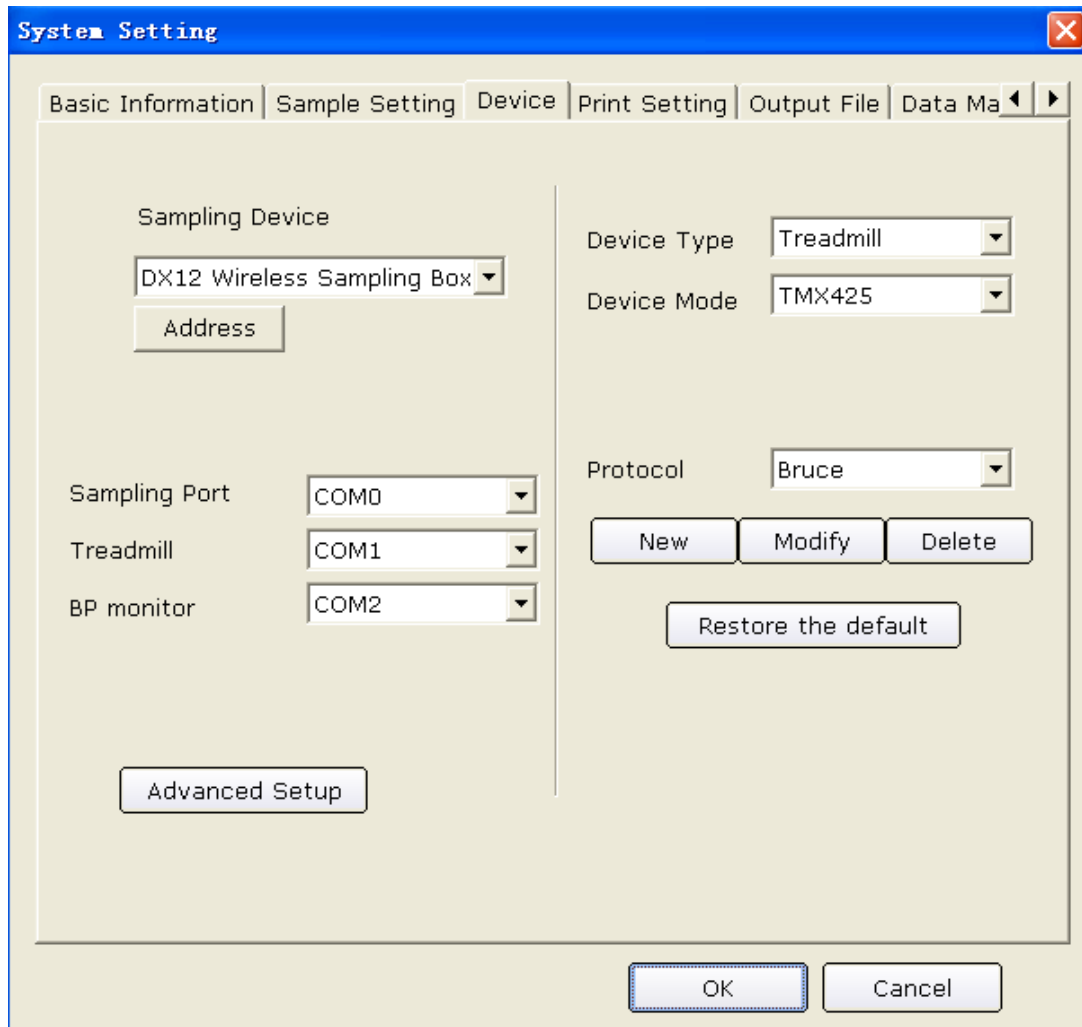 System Setting
Basic Information
Sample Setting
Device
Print Setting
Output File
Data Ma
Sampling Device
DX12 Wireless Sampling Box
Address
Sampling Port
COM0
Treadmill
COM1
BP monitor
COM2
Advanced Setup
Device Type
Treadmill
Device Mode
TMX425
Protocol
Bruce
New
Modify
Delete
Restore the default
OK
Cancel